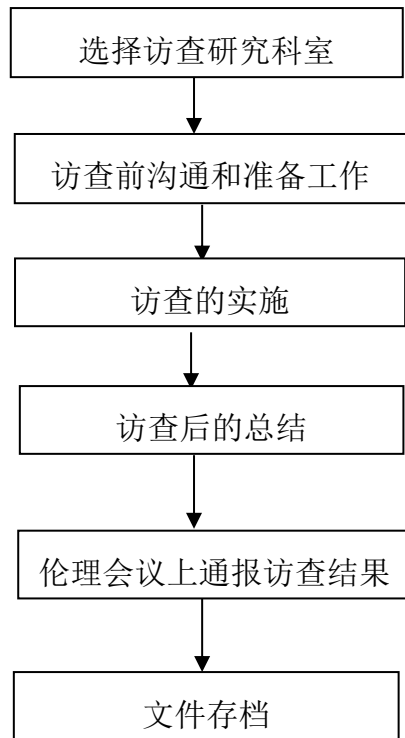 选择访查研究科室
访查前沟通和准备工作
访查的实施
访查后的总结
伦理会议上通报访查结果
文件存档